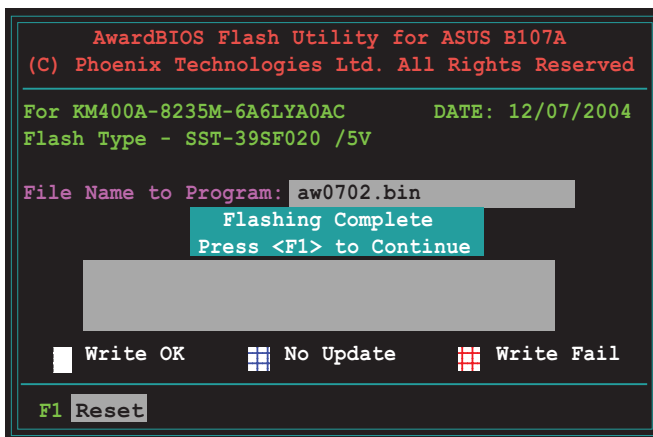 AwardBIOS Flash Utility for ASUS B107A
(C) Phoenix Technologies Ltd. All Rights Reserved
For KM400A-8235M-6A6LYA0AC DATE: 12/07/2004
Flash Type - SST-39SF020 /5V
File Name to Program: aw0702.bin
Flashing Complete
Press <F1> to Continue
Write OK No Update Write Fail
F1 Reset